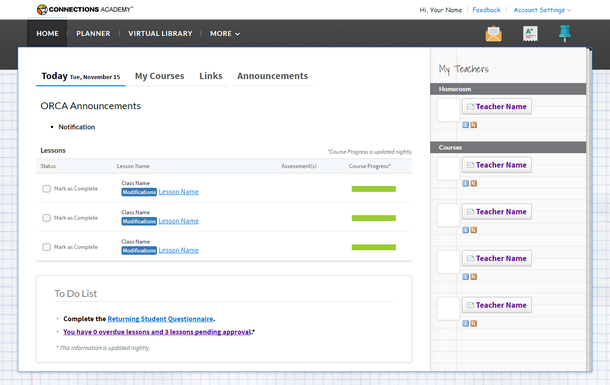 CONNECTIONS ACADEMY
Hi, Your Name Feedback Account Settings
HOME PLANNER VIRTUAL LIBRARY MORE
A+
Today Tue, November 15 My Courses Links Announcements
ORCA Announcements
Notification
Lessons *Course Progress is updated nightly
Status Lesson Name Assessment(s) Course Progress*
Mark as Complete
Class Name
Modifications Lesson Name
Mark as Complete
Class Name
Modifications Lesson Name
Mark as Complete
Class Name
Modifications Lesson Name
To Do List
Complete the Returning Student Questionnaire.
You have 0 overdue lessons and 3 lessons pending approval.*
* This information is updated nightly.
My Teachers
Homeroom
Teacher Name
Courses
Teacher Name
Teacher Name
Teacher Name
Teacher Name